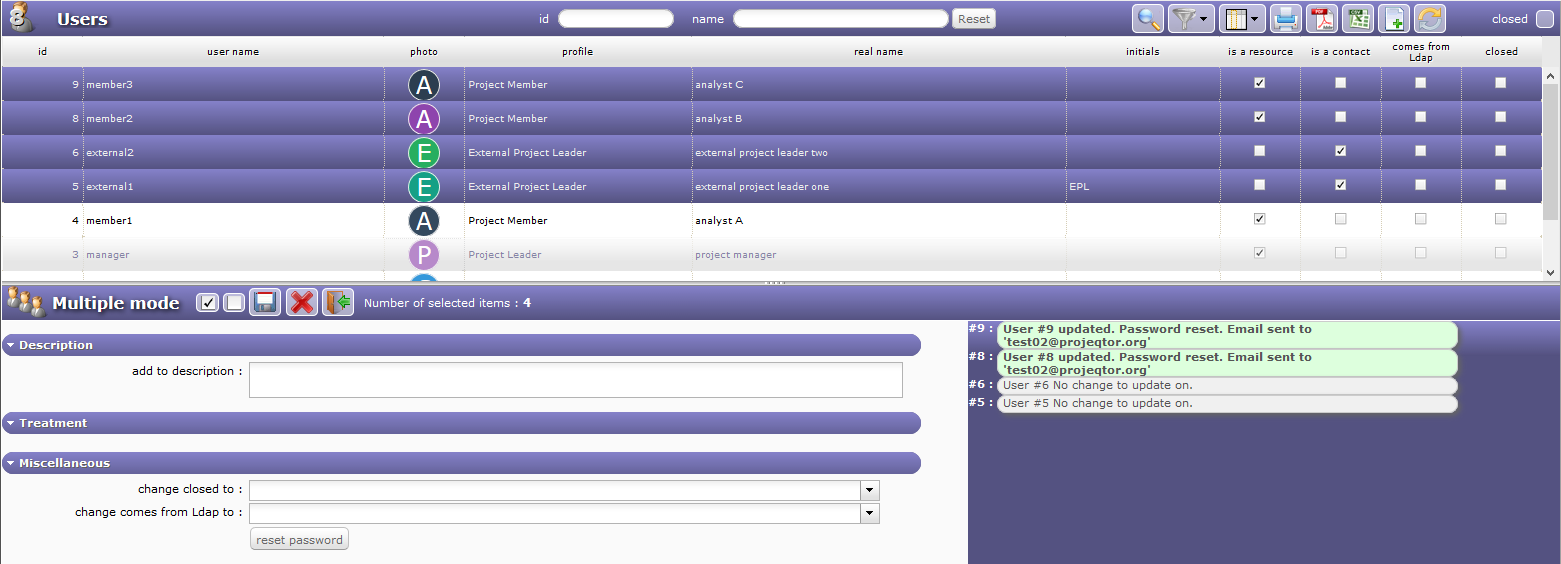 Users id name Reset closed
id user name photo profile real name initials is a resource is a contact comes from Ldap closed
9 member3 A Project Member analyst C
8 member2 A Project Member analyst B
6 external2 E External Project Leader external project leader two
5 external1 E External Project Leader external project leader one EPL
4 member1 A Project Member analyst A
3 manager P Project Leader project manager
Multiple mode Number of selected items : 4
Description
add to description :
Treatment
Miscellaneous
change closed to :
change comes from Ldap to :
reset password
#9 : User #9 updated. Password reset. Email sent to
'test02@projeqtor.org'
#8 : User #8 updated. Password reset. Email sent to
'test02@projeqtor.org'
#6 : User #6 No change to update on.
#5 : User #5 No change to update on.